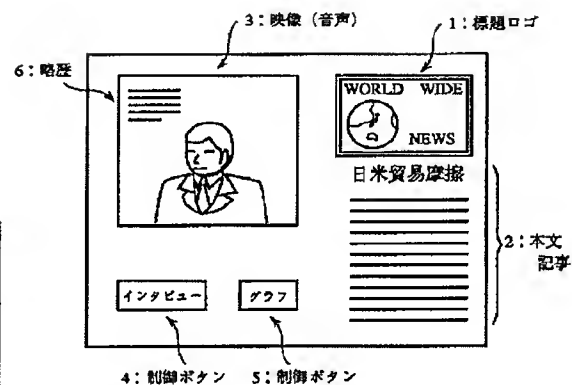 3:映像(音声)
1:標題ロゴ
6:略歴
WORLD WIDE
NEWS
日米貿易摩擦
2:本文
記事
インタビュー
グラフ
4:制御ボタン
5:制御ボタン